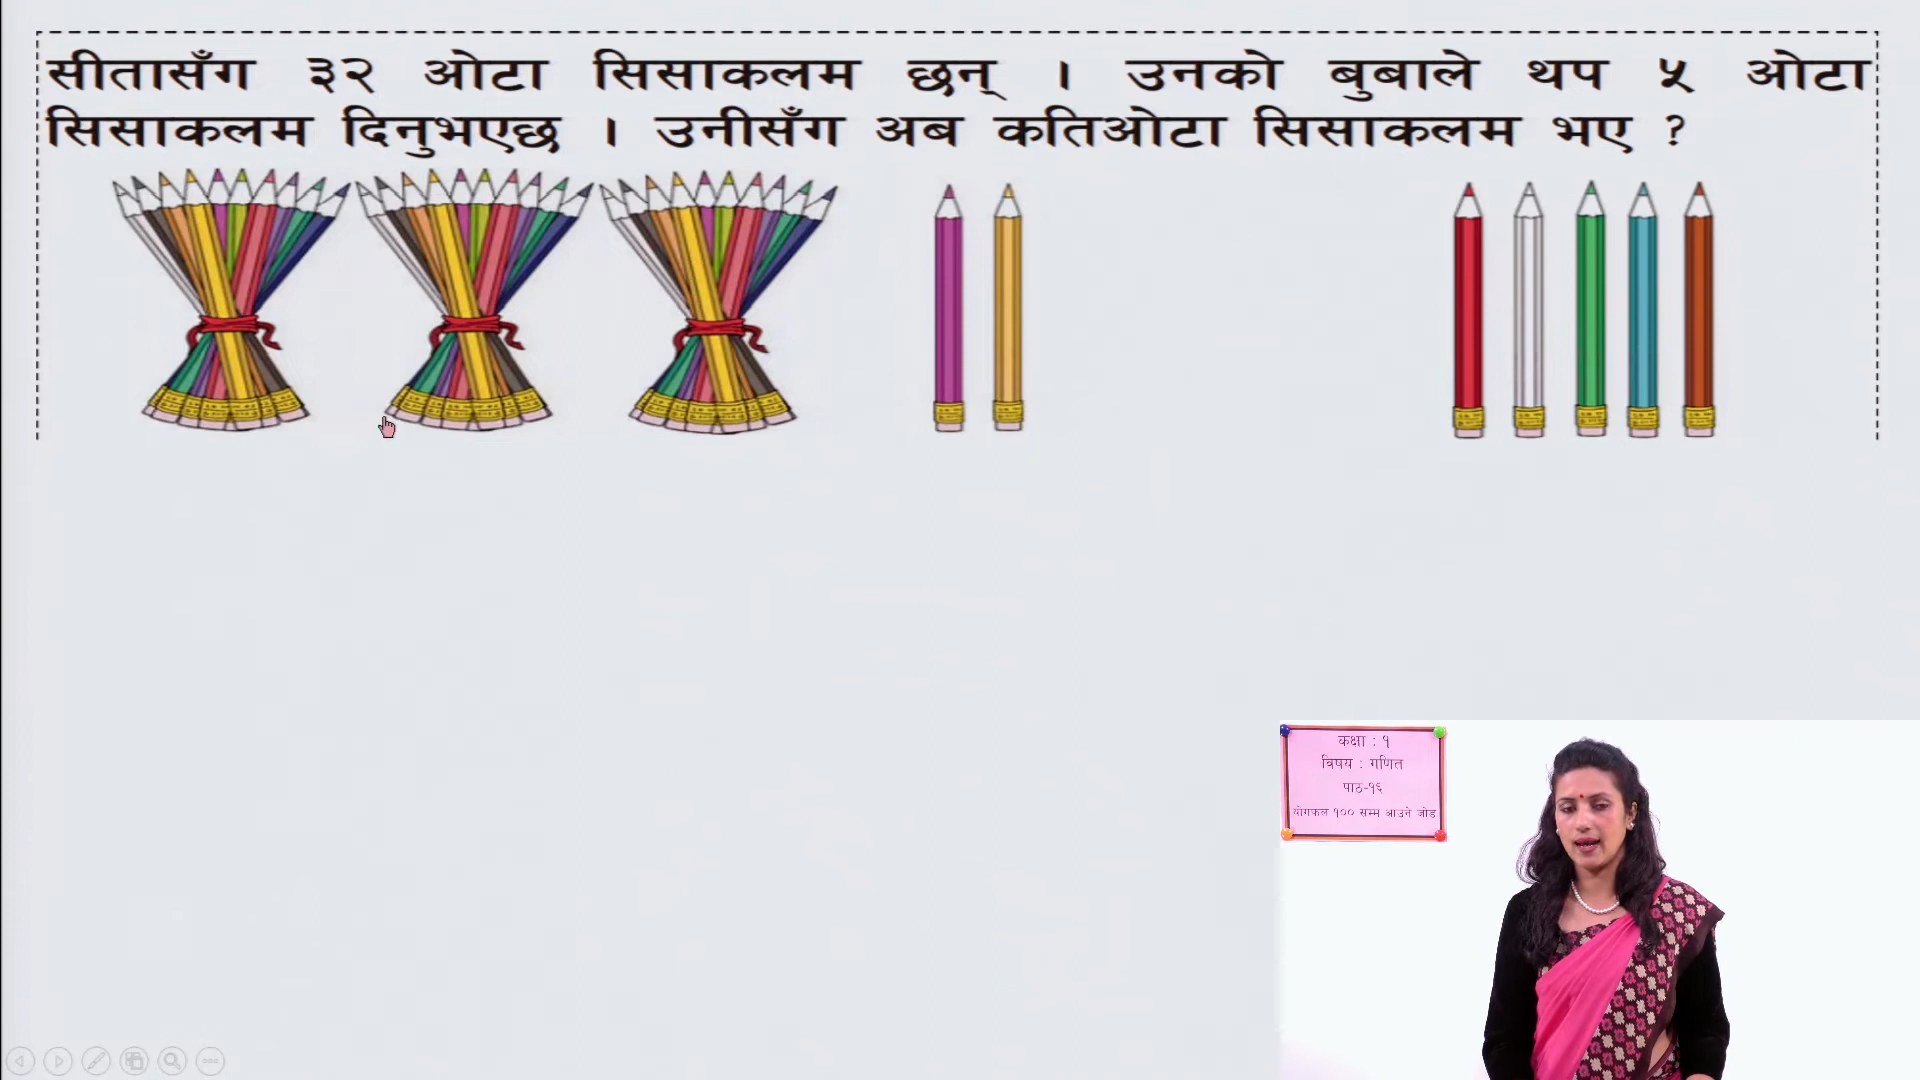 सीतासँग ३२ ओटा सिसाकलम छन् । उनको बुबाले थप ५ ओटा
सिसाकलम दिनुभएछ । उनीसँग अब कतिओटा सिसाकलम भए ?
कक्षा : १
विषय : गणित
पाठ-१६
योगफल १०० सम्म आउने जोड